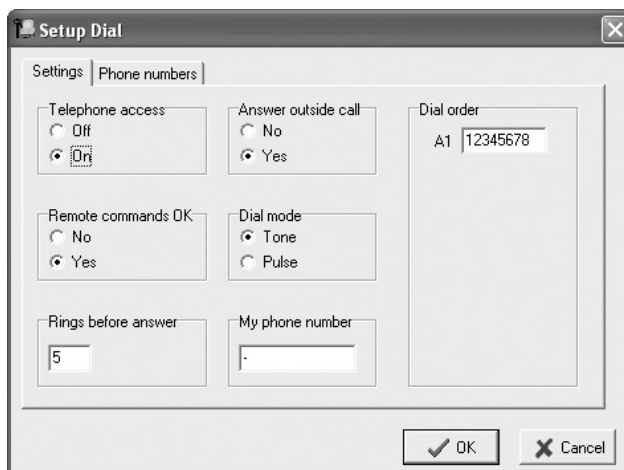 Setup Dial
Settings
Phone numbers
Telephone access
Off
On
Answer outside call
No
Yes
Dial order
A1 12345678
Remote commands OK
No
Yes
Dial mode
Tone
Pulse
Rings before answer
5
My phone number
-
OK
Cancel